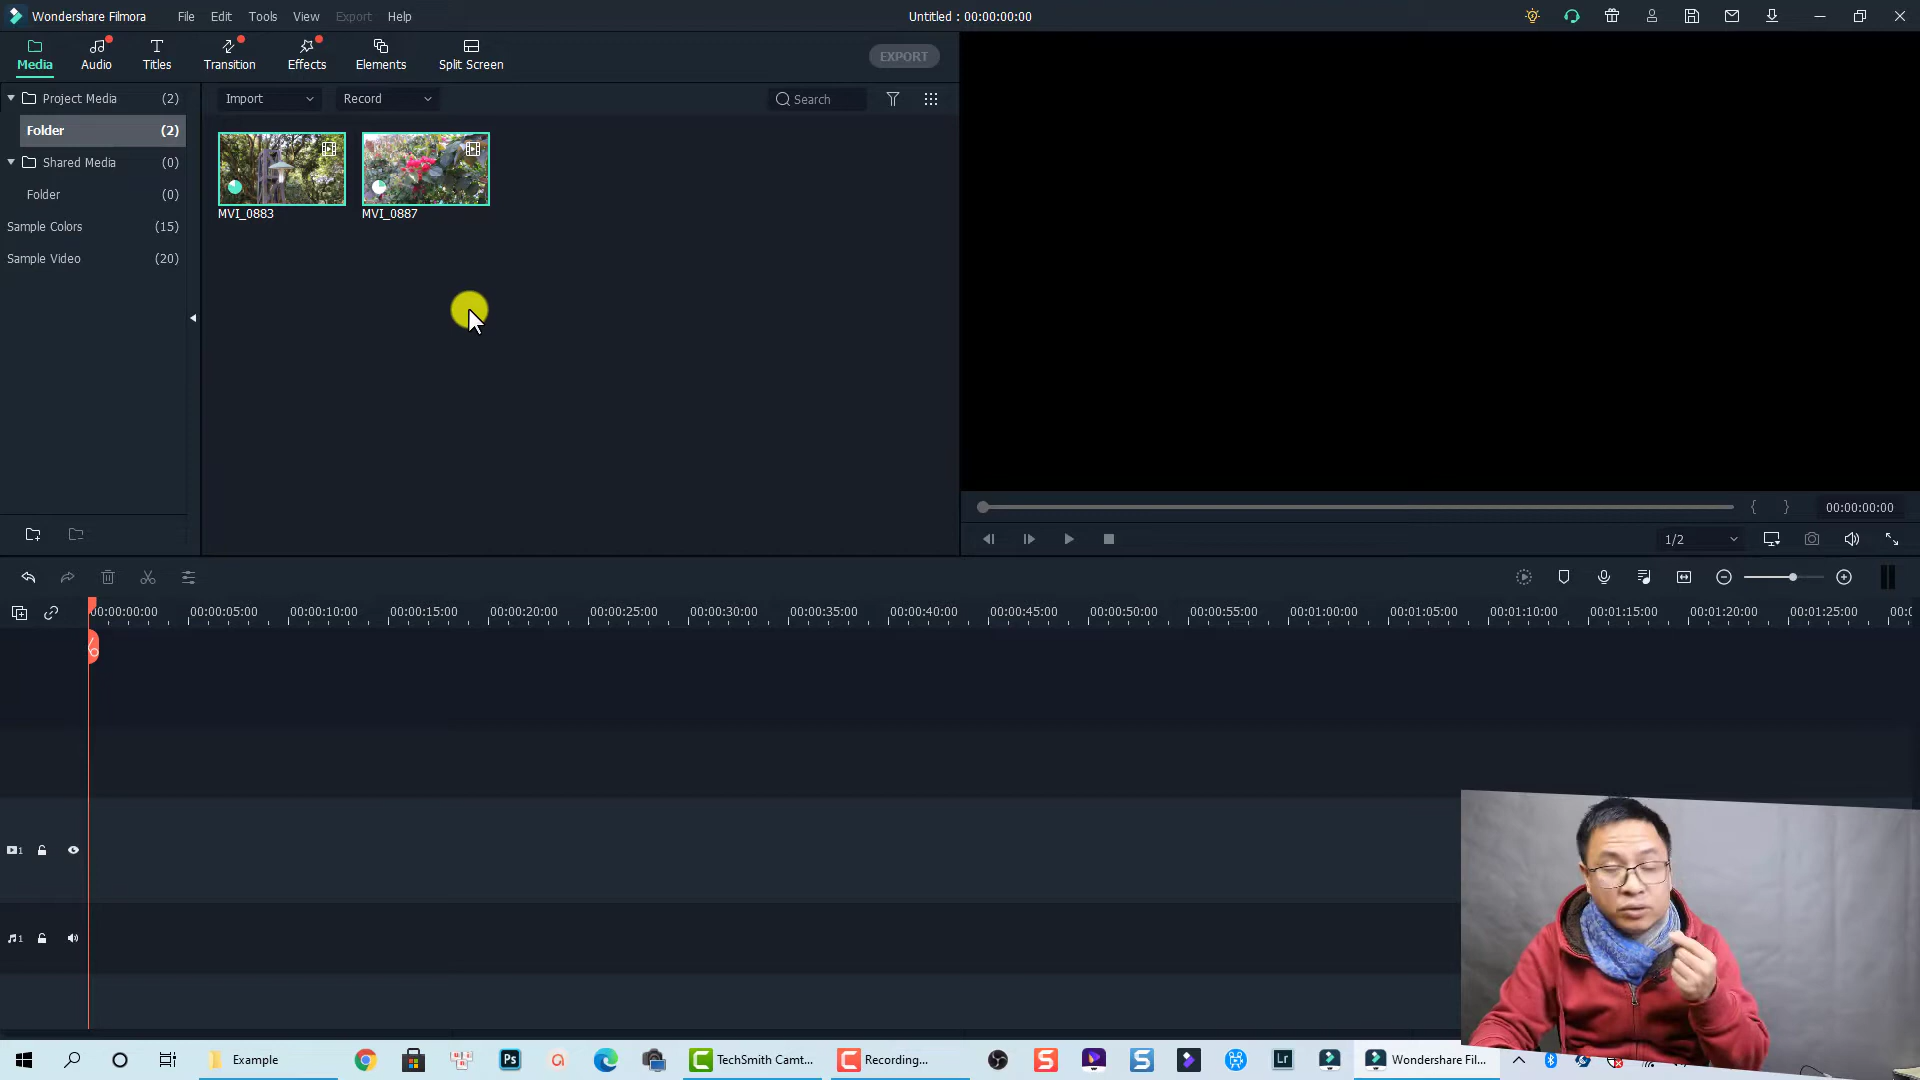 Wondershare Filmora File Edit Tools View Export Help Untitled : 00:00:00:00
Media Audio Titles Transition Effects Elements Split Screen EXPORT
Project Media (2) Import Record Search
Folder (2)
Shared Media (0)
Folder (0)
Sample Colors (15)
Sample Video (20)
MVI_0883 MVI_0887
{ } 00:00:00:00
1/2
00:00:00:00 00:00:05:00 00:00:10:00 00:00:15:00 00:00:20:00 00:00:25:00 00:00:30:00 00:00:35:00 00:00:40:00 00:00:45:00 00:00:50:00 00:00:55:00 00:01:00:00 00:01:05:00 00:01:10:00 00:01:15:00 00:01:20:00 00:01:25:00
1
1
Example Ps TechSmith Camt... Recording... Lr Wondershare Fil...